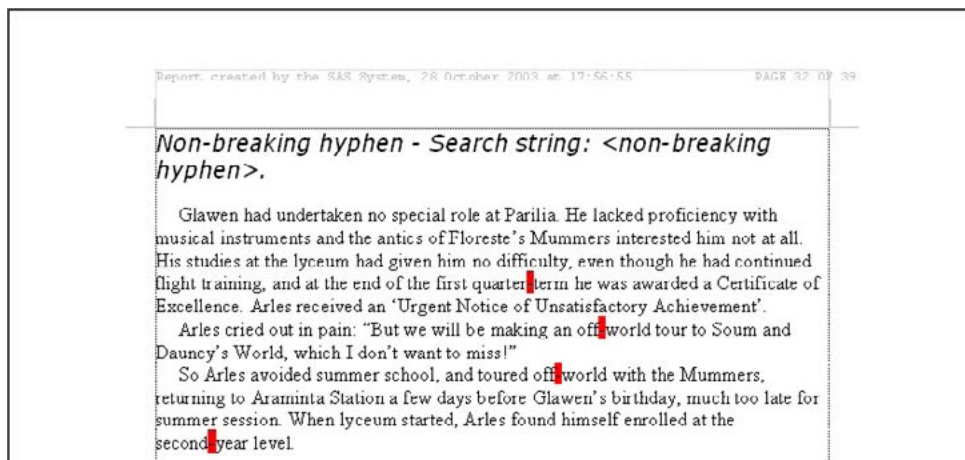 Report created by the SAS System, 28 October 2003 at 17:56:55 PAGE 32 OF 39
Non-breaking hyphen - Search string: <non-breaking
hyphen>.
Glawen had undertaken no special role at Parilia. He lacked proficiency with
musical instruments and the antics of Floreste’s Mummers interested him not at all.
His studies at the lyceum had given him no difficulty, even though he had continued
flight training, and at the end of the first quarter-term he was awarded a Certificate of
Excellence. Arles received an ‘Urgent Notice of Unsatisfactory Achievement’.
Arles cried out in pain: “But we will be making an off-world tour to Soum and
Dauncy’s World, which I don’t want to miss!”
So Arles avoided summer school, and toured off-world with the Mummers,
returning to Araminta Station a few days before Glawen’s birthday, much too late for
summer session. When lyceum started, Arles found himself enrolled at the
second-year level.